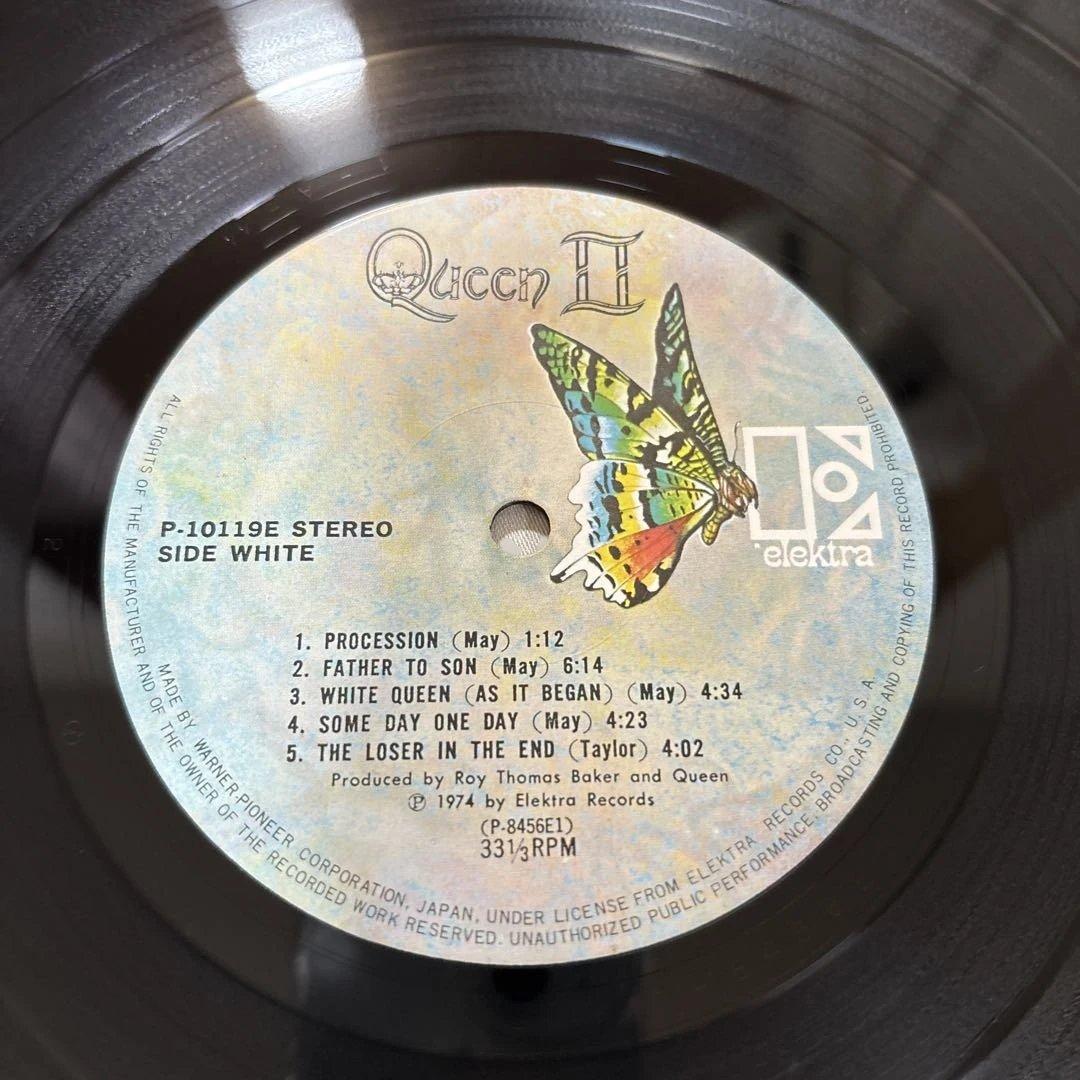 Queen II
elektra
P-10119E STEREO
SIDE WHITE
1. PROCESSION (May) 1:12
2. FATHER TO SON (May) 6:14
3. WHITE QUEEN (AS IT BEGAN) (May) 4:34
4. SOME DAY ONE DAY (May) 4:23
5. THE LOSER IN THE END (Taylor) 4:02
Produced by Roy Thomas Baker and Queen
℗ 1974 by Elektra Records
(P-8456E1)
33⅓RPM
MADE BY WARNER-PIONEER CORPORATION, JAPAN, UNDER LICENSE FROM ELEKTRA RECORDS CO., U. S. A.
ALL RIGHTS OF THE MANUFACTURER AND OF THE OWNER OF THE RECORDED WORK RESERVED. UNAUTHORIZED PUBLIC PERFORMANCE, BROADCASTING AND COPYING OF THIS RECORD PROHIBITED.